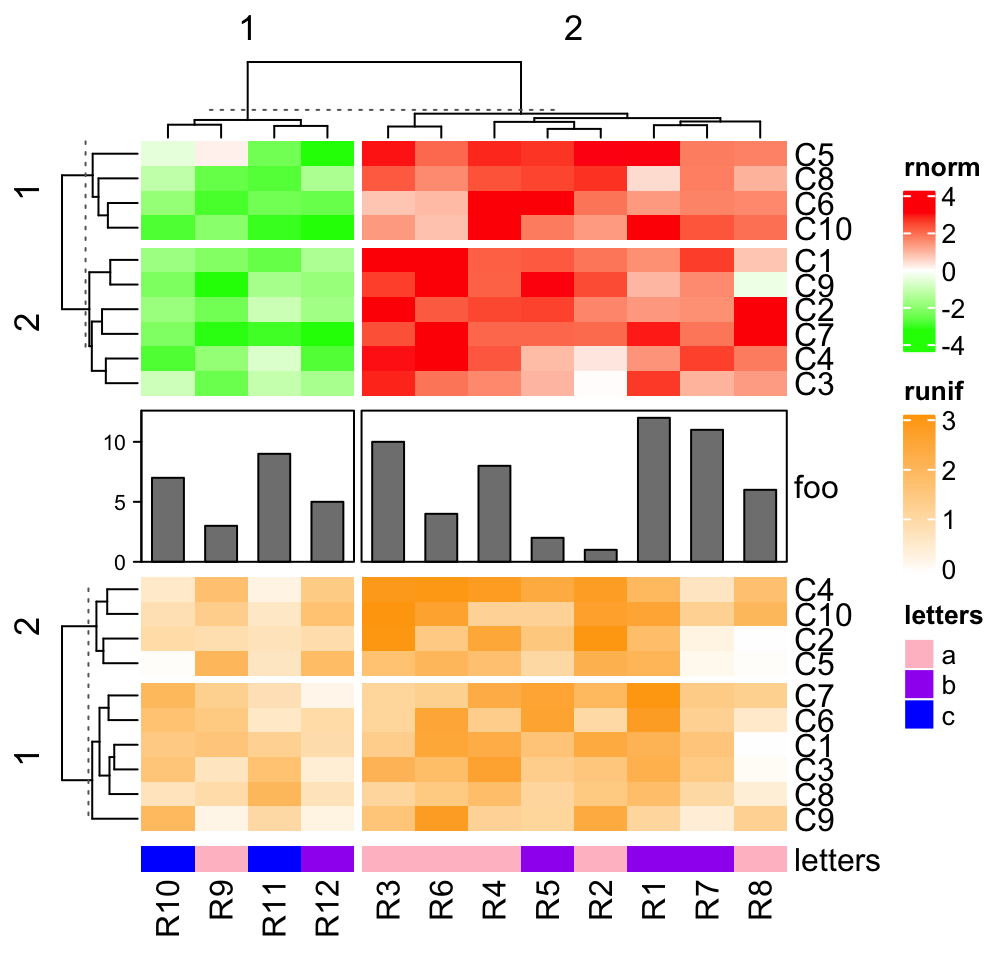 1 2
1
C5
C8
C6
C10
2
C1
C9
C2
C7
C4
C3
10
5
0
foo
2
C4
C10
C2
C5
1
C7
C6
C1
C3
C8
C9
letters
R10 R9 R11 R12 R3 R6 R4 R5 R2 R1 R7 R8
rnorm
4
2
0
-2
-4
runif
3
2
1
0
letters
a
b
c